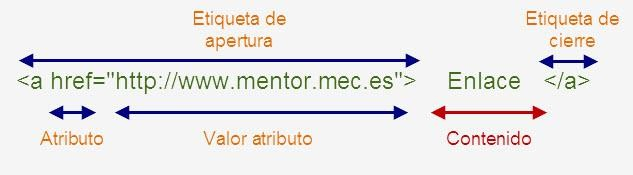 Etiqueta de
apertura
Etiqueta de
cierre
<a href="http://www.mentor.mec.es"> Enlace </a>
Atributo Valor atributo Contenido